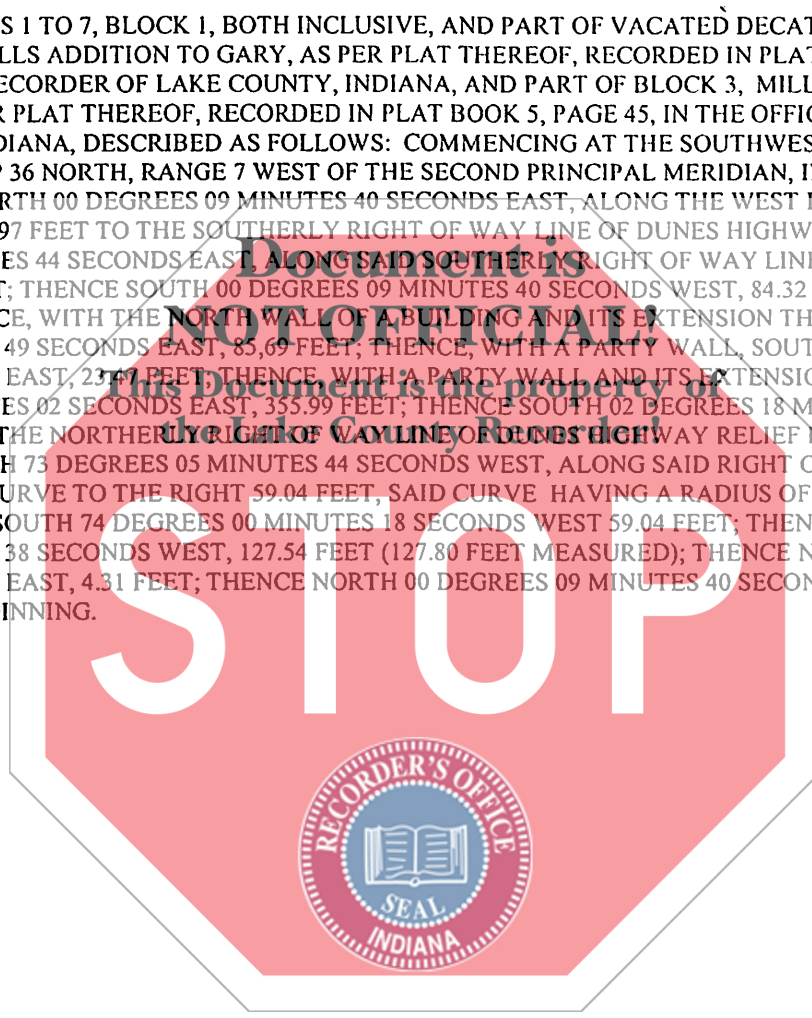 S 1 TO 7, BLOCK 1, BOTH INCLUSIVE, AND PART OF VACATED DECAT
LLS ADDITION TO GARY, AS PER PLAT THEREOF, RECORDED IN PLAT
ECORDER OF LAKE COUNTY, INDIANA, AND PART OF BLOCK 3, MILL
R PLAT THEREOF, RECORDED IN PLAT BOOK 5, PAGE 45, IN THE OFFIC
DIANA, DESCRIBED AS FOLLOWS: COMMENCING AT THE SOUTHWES
P 36 NORTH, RANGE 7 WEST OF THE SECOND PRINCIPAL MERIDIAN, I
RTH 00 DEGREES 09 MINUTES 40 SECONDS EAST, ALONG THE WEST
97 FEET TO THE SOUTHERLY RIGHT OF WAY LINE OF DUNES HIGHW
Document is
ES 44 SECONDS EAST, ALONG SAID SOUTHERLY RIGHT OF WAY LIN
T; THENCE SOUTH 00 DEGREES 09 MINUTES 40 SECONDS WEST, 84.32
NOT OFFICIAL!
CE, WITH THE NORTH WALL OF A BUILDING AND ITS EXTENSION TH
49 SECONDS EAST, 85,69 FEET; THENCE, WITH A PARTY WALL, SOUT
This Document is the property of
EAST, FEET; THENCE, WITH A PARTY WALL AND ITS EXTENSIO
ES 02 SECONDS EAST, 355.99 FEET; THENCE SOUTH 02 DEGREES 18 M
the Lake County Recorder!
THE NORTHERLY RIGHT OF WAY LINE OF DUNES HIGHWAY RELIEF
H 73 DEGREES 05 MINUTES 44 SECONDS WEST, ALONG SAID RIGHT O
URVE TO THE RIGHT 59.04 FEET, SAID CURVE HAVING A RADIUS OF
SOUTH 74 DEGREES 00 MINUTES 18 SECONDS WEST 59.04 FEET; THEN
38 SECONDS WEST, 127.54 FEET (127.80 FEET MEASURED); THENCE N
EAST, 4.31 FEET; THENCE NORTH 00 DEGREES 09 MINUTES 40 SECON
INNING.
STOP
RECORDER'S OFFICE
SEAL
INDIANA